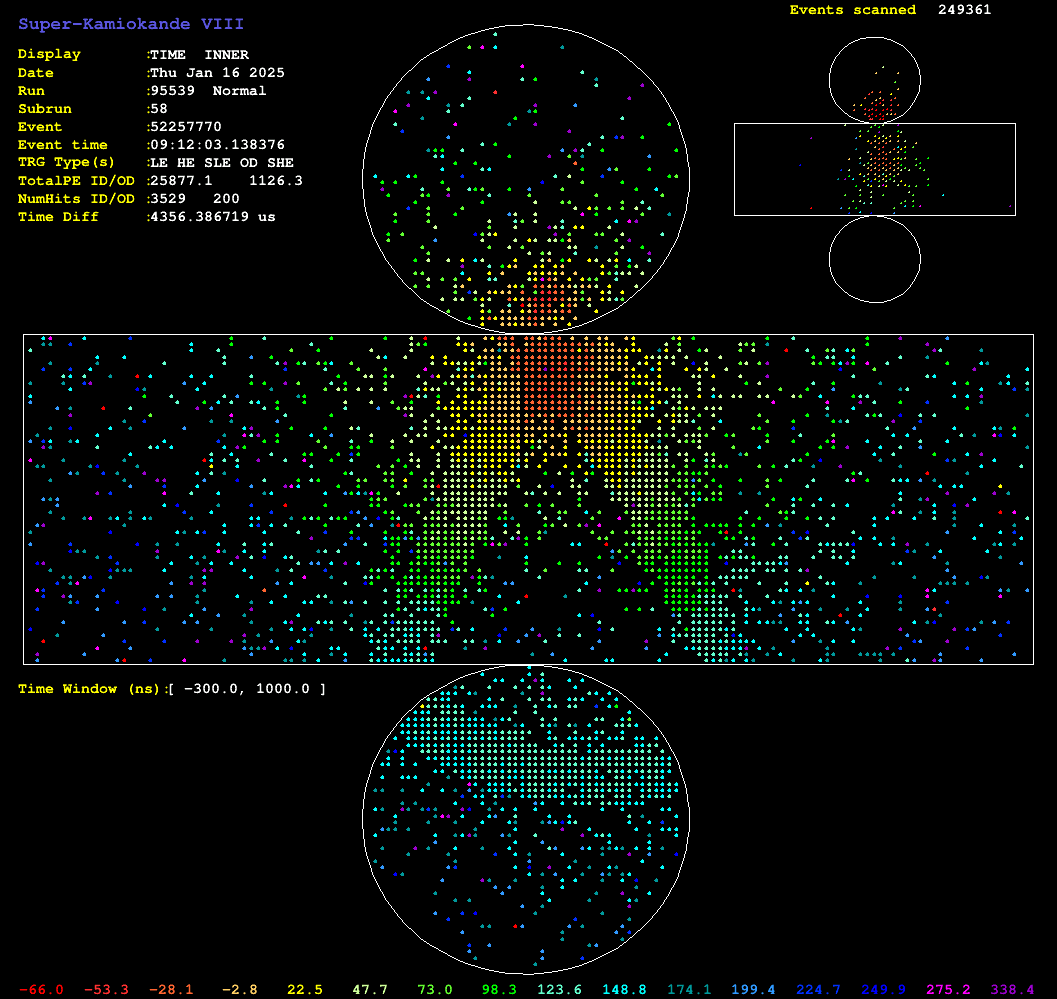 Super-Kamiokande VIII
Events scanned 249361
Display :TIME INNER
Date :Thu Jan 16 2025
Run :95539 Normal
Subrun :58
Event :52257770
Event time :09:12:03.138376
TRG Type(s) :LE HE SLE OD SHE
TotalPE ID/OD :25877.1 1126.3
NumHits ID/OD :3529 200
Time Diff :4356.386719 us
Time Window (ns):[ -300.0, 1000.0 ]
-66.0 -53.3 -28.1 -2.8 22.5 47.7 73.0 98.3 123.6 148.8 174.1 199.4 224.7 249.9 275.2 338.4